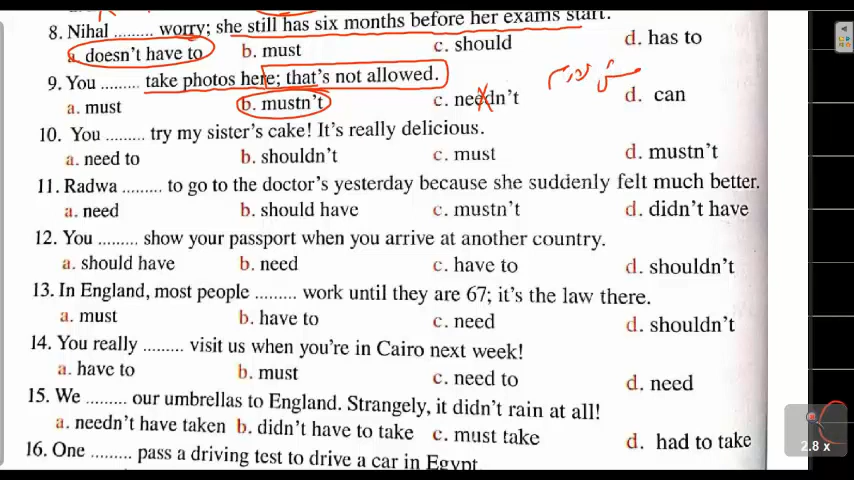 8. Nihal ......... worry; she still has six months before her exams start.
a. doesn't have to b. must c. should d. has to
9. You ......... take photos here; that's not allowed.
مش لازم
a. must b. mustn't c. needn't d. can
10. You ......... try my sister's cake! It's really delicious.
a. need to b. shouldn't c. must d. mustn't
11. Radwa ......... to go to the doctor's yesterday because she suddenly felt much better.
a. need b. should have c. mustn't d. didn't have
12. You ......... show your passport when you arrive at another country.
a. should have b. need c. have to d. shouldn't
13. In England, most people ......... work until they are 67; it's the law there.
a. must b. have to c. need d. shouldn't
14. You really ......... visit us when you're in Cairo next week!
a. have to b. must c. need to d. need
15. We ......... our umbrellas to England. Strangely, it didn't rain at all!
a. needn't have taken b. didn't have to take c. must take d. had to take
16. One ......... pass a driving test to drive a car in Egypt.
2.8 x